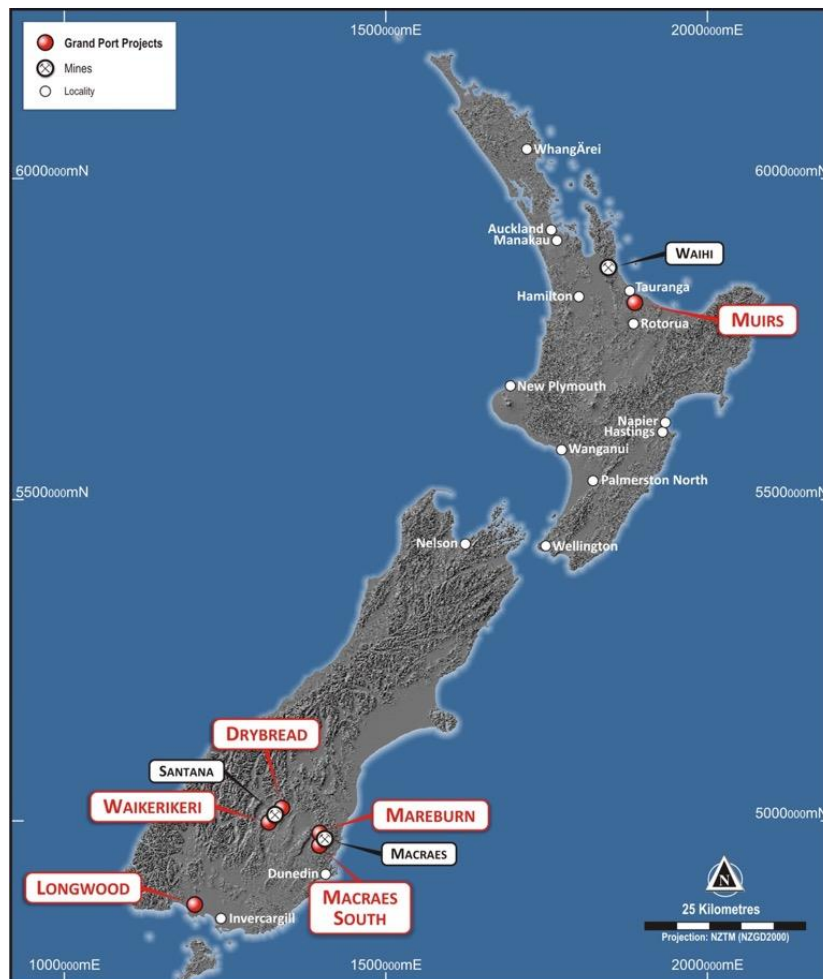 1500000mE
2000000mE
Grand Port Projects
Mines
Locality
WhangÄrei
6000000mN
6000000mN
Auckland
Manakau
WAIHI
Tauranga
Hamilton
MUIRS
Rotorua
New Plymouth
Napier
Hastings
Wanganui
Palmerston North
5500000mN
5500000mN
Nelson
Wellington
DRYBREAD
SANTANA
WAIKERIKERI
MAREBURN
5000000mN
MACRAES
Dunedin
LONGWOOD
MACRAES
SOUTH
Invercargill
N
25 Kilometres
Projection: NZTM (NZGD2000)
1000000mE
1500000mE
2000000mE